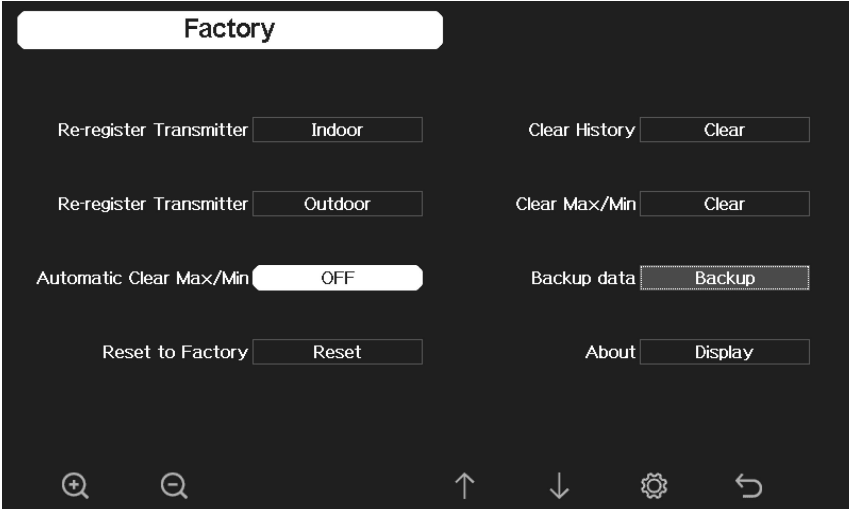 Factory
Re-register Transmitter Indoor
Clear History Clear
Re-register Transmitter Outdoor
Clear Max/Min Clear
Automatic Clear Max/Min OFF
Backup data Backup
Reset to Factory Reset
About Display